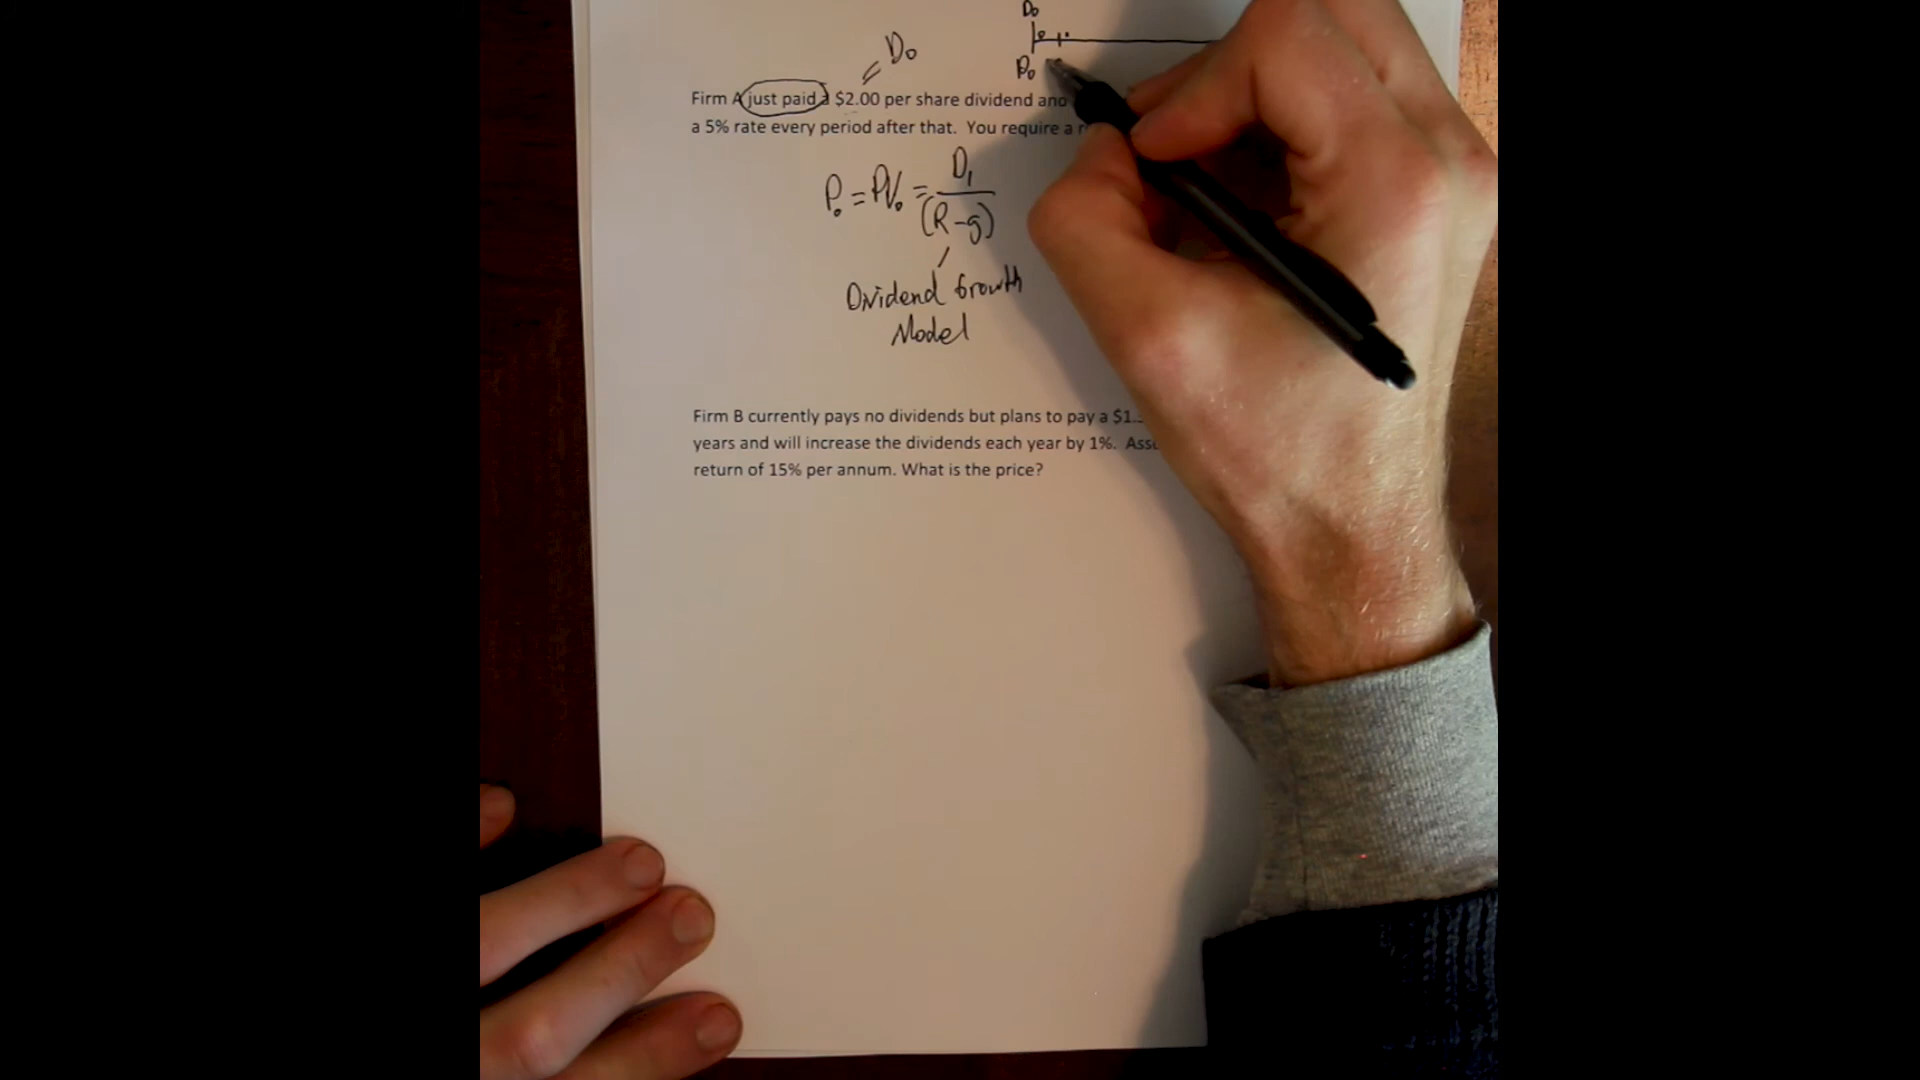 D₀
D₀
P₀
Firm A just paid a $2.00 per share dividend and
a 5% rate every period after that. You require a
P₀ = PV₀ = D₁
(R-g)
Dividend Growth
Model
Firm B currently pays no dividends but plans to pay a
years and will increase the dividends each year by 1%.
return of 15% per annum. What is the price?